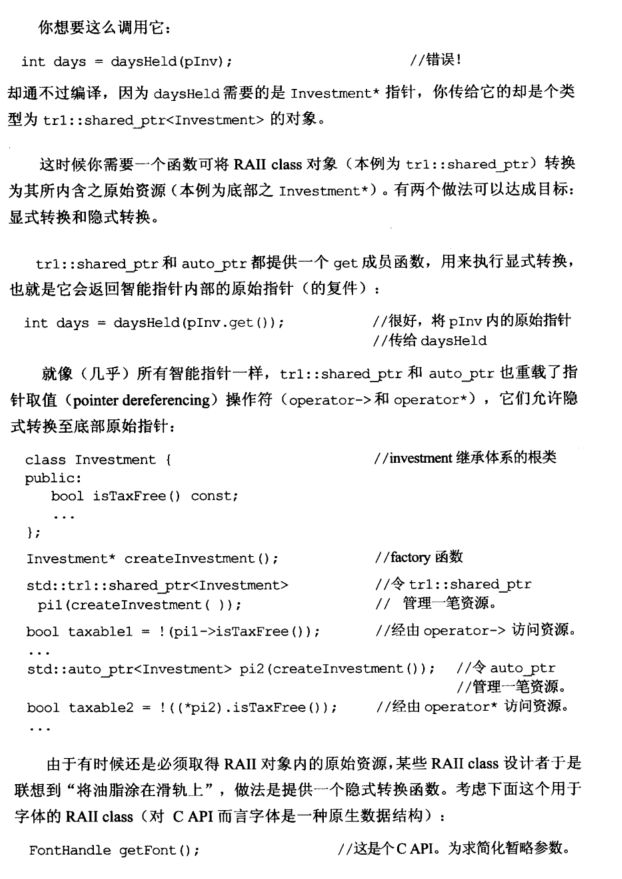 你想要这么调用它：
int days = daysHeld(pInv); //错误！
却通不过编译，因为 daysHeld 需要的是 Investment* 指针，你传给它的却是个类
型为 tr1::shared_ptr<Investment> 的对象。
这时候你需要一个函数可将 RAII class 对象（本例为 tr1::shared_ptr）转换
为其所内含之原始资源（本例为底部之 Investment*）。有两个做法可以达成目标：
显式转换和隐式转换。
tr1::shared_ptr 和 auto_ptr 都提供一个 get 成员函数，用来执行显式转换，
也就是它会返回智能指针内部的原始指针（的复件）：
int days = daysHeld(pInv.get()); //很好，将 pInv 内的原始指针
//传给 daysHeld
就像（几乎）所有智能指针一样，tr1::shared_ptr 和 auto_ptr 也重载了指
针取值（pointer dereferencing）操作符（operator->和 operator*），它们允许隐
式转换至底部原始指针：
class Investment { //investment 继承体系的根类
public:
bool isTaxFree() const;
...
};
Investment* createInvestment(); //factory 函数
std::tr1::shared_ptr<Investment> //令 tr1::shared_ptr
pi1(createInvestment( )); // 管理一笔资源。
bool taxable1 = !(pi1->isTaxFree()); //经由 operator-> 访问资源。
...
std::auto_ptr<Investment> pi2(createInvestment()); //令 auto_ptr
//管理一笔资源。
bool taxable2 = !((*pi2).isTaxFree()); //经由 operator* 访问资源。
...
由于有时候还是必须取得 RAII 对象内的原始资源，某些 RAII class 设计者于是
联想到“将油脂涂在滑轨上”，做法是提供一个隐式转换函数。考虑下面这个用于
字体的 RAII class（对 C API 而言字体是一种原生数据结构）：
FontHandle getFont(); //这是个 C API。为求简化暂略参数。